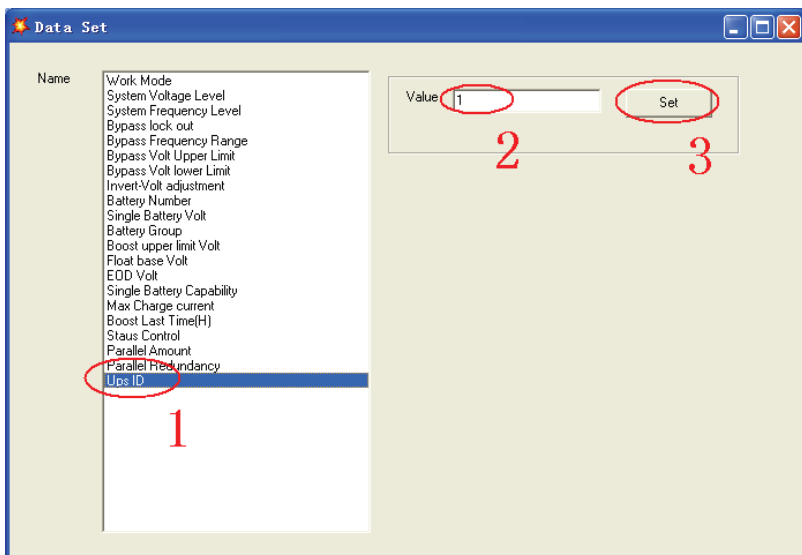 Data Set
Name
Work Mode
System Voltage Level
System Frequency Level
Bypass lock out
Bypass Frequency Range
Bypass Volt Upper Limit
Bypass Volt lower Limit
Invert-Volt adjustment
Battery Number
Single Battery Volt
Battery Group
Boost upper limit Volt
Float base Volt
EOD Volt
Single Battery Capability
Max Charge current
Boost Last Time(H)
Staus Control
Parallel Amount
Parallel Redundancy
Ups ID
1
Value 1
Set
2
3